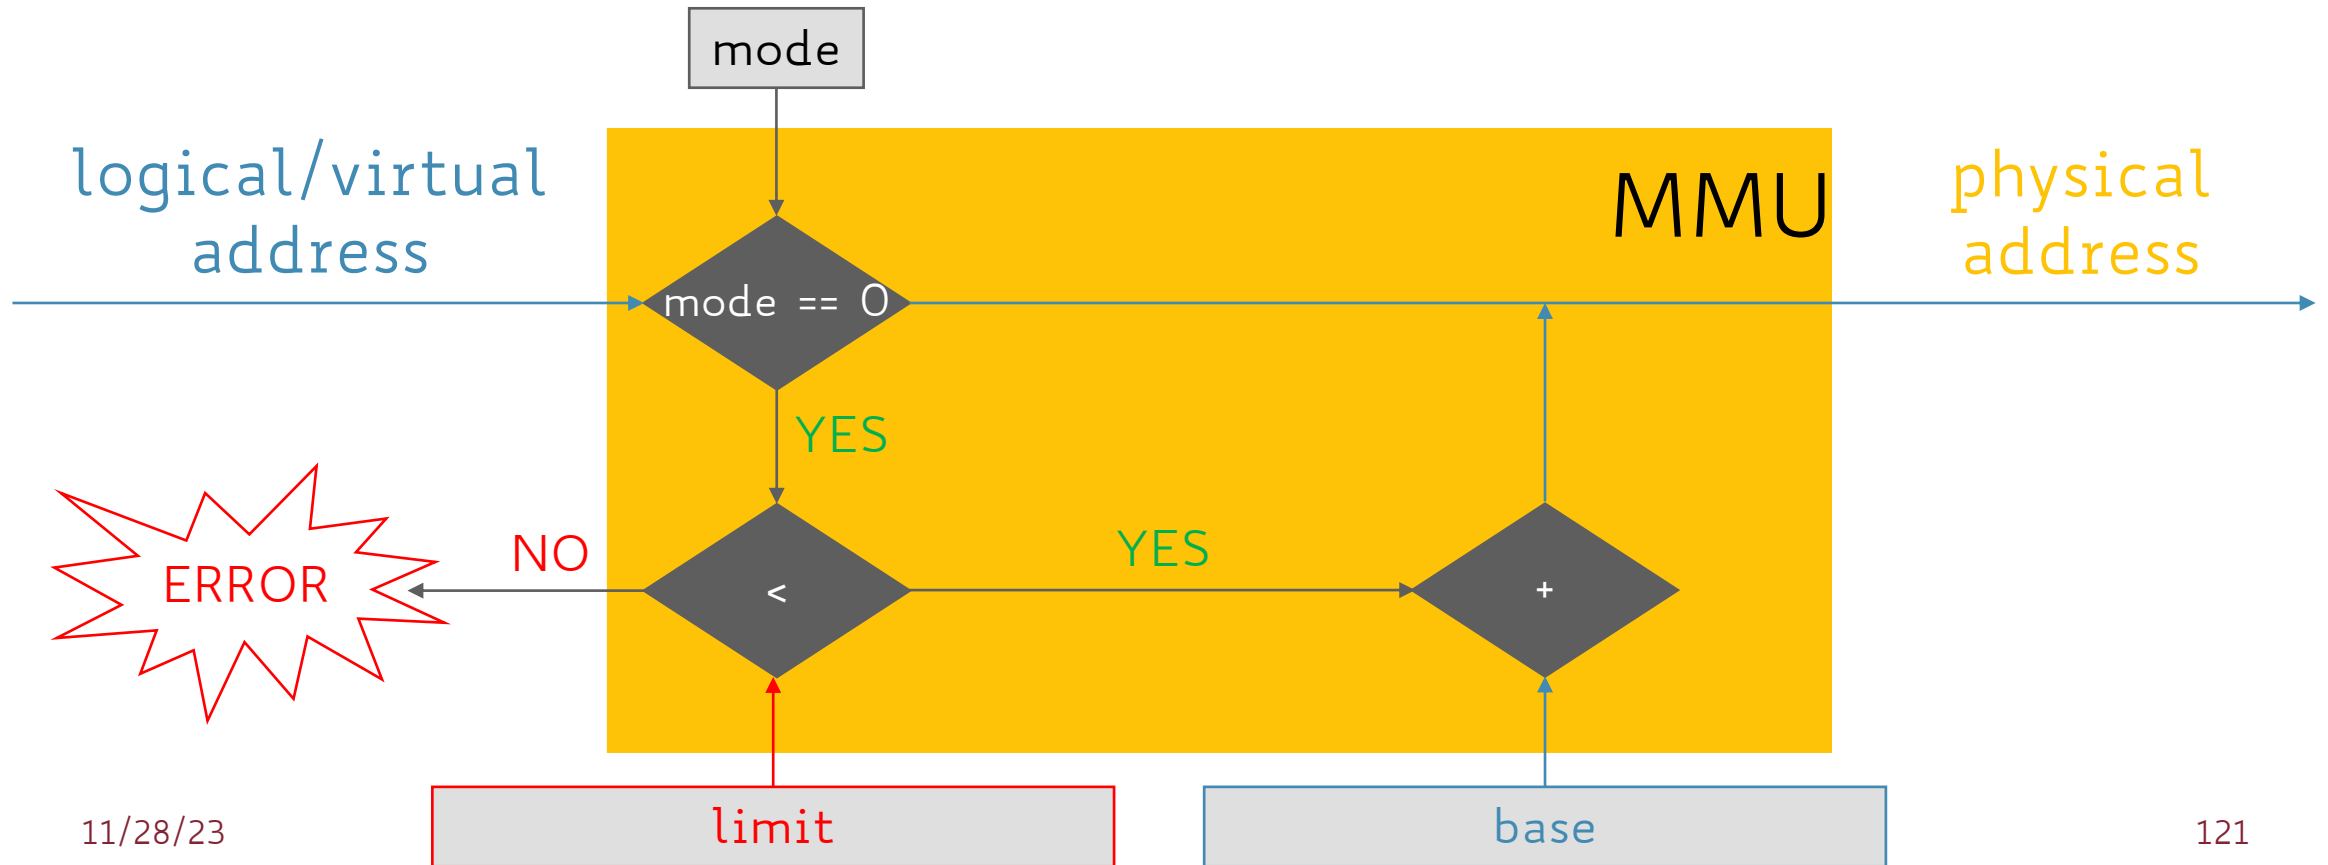 mode
logical/virtual
address
MMU
physical
address
mode == 0
YES
ERROR
NO
<
YES
+
limit
base
11/28/23
121